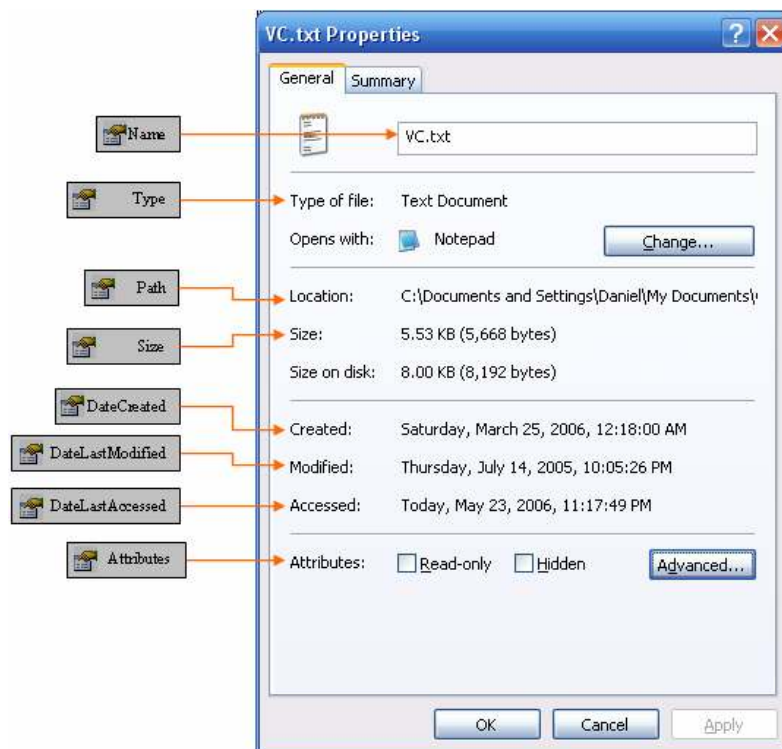 VC.txt Properties
General Summary
Name VC.txt
Type Type of file: Text Document
Opens with: Notepad Change...
Path Location: C:\Documents and Settings\Daniel\My Documents\
Size Size: 5.53 KB (5,668 bytes)
Size on disk: 8.00 KB (8,192 bytes)
DateCreated Created: Saturday, March 25, 2006, 12:18:00 AM
DateLastModified Modified: Thursday, July 14, 2005, 10:05:26 PM
DateLastAccessed Accessed: Today, May 23, 2006, 11:17:49 PM
Attributes Attributes: Read-only Hidden Advanced...
OK Cancel Apply